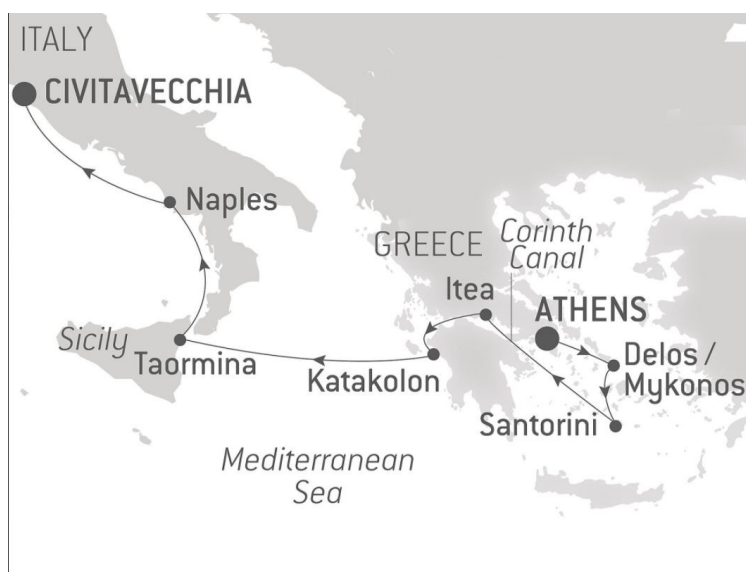 ITALY
CIVITAVECCHIA
Naples
GREECE
Corinth
Canal
Itea
ATHENS
Sicily
Taormina
Katakolon
Delos /
Mykonos
Santorini
Mediterranean
Sea